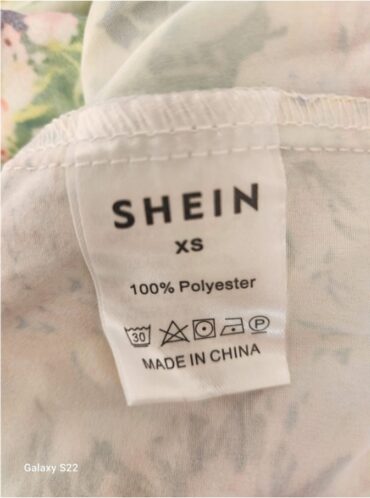 SHEIN
XS
100% Polyester
30 P
MADE IN CHINA
Galaxy S22